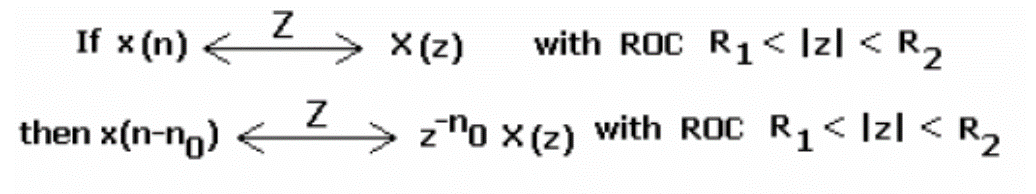 If x(n) ⟷ Z X(z) with ROC R₁ < |z| < R₂
then x(n-n₀) ⟷ Z z⁻ⁿ⁰ X(z) with ROC R₁ < |z| < R₂